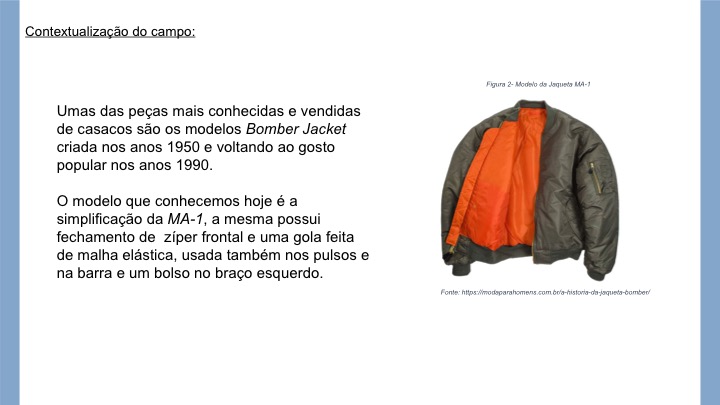 Contextualização do campo:
Figura 2- Modelo da Jaqueta MA-1
Umas das peças mais conhecidas e vendidas
de casacos são os modelos Bomber Jacket
criada nos anos 1950 e voltando ao gosto
popular nos anos 1990.
O modelo que conhecemos hoje é a
simplificação da MA-1, a mesma possui
fechamento de  zíper frontal e uma gola feita
de malha elástica, usada também nos pulsos e
na barra e um bolso no braço esquerdo.
Fonte: https://modaparahomens.com.br/a-historia-da-jaqueta-bomber/